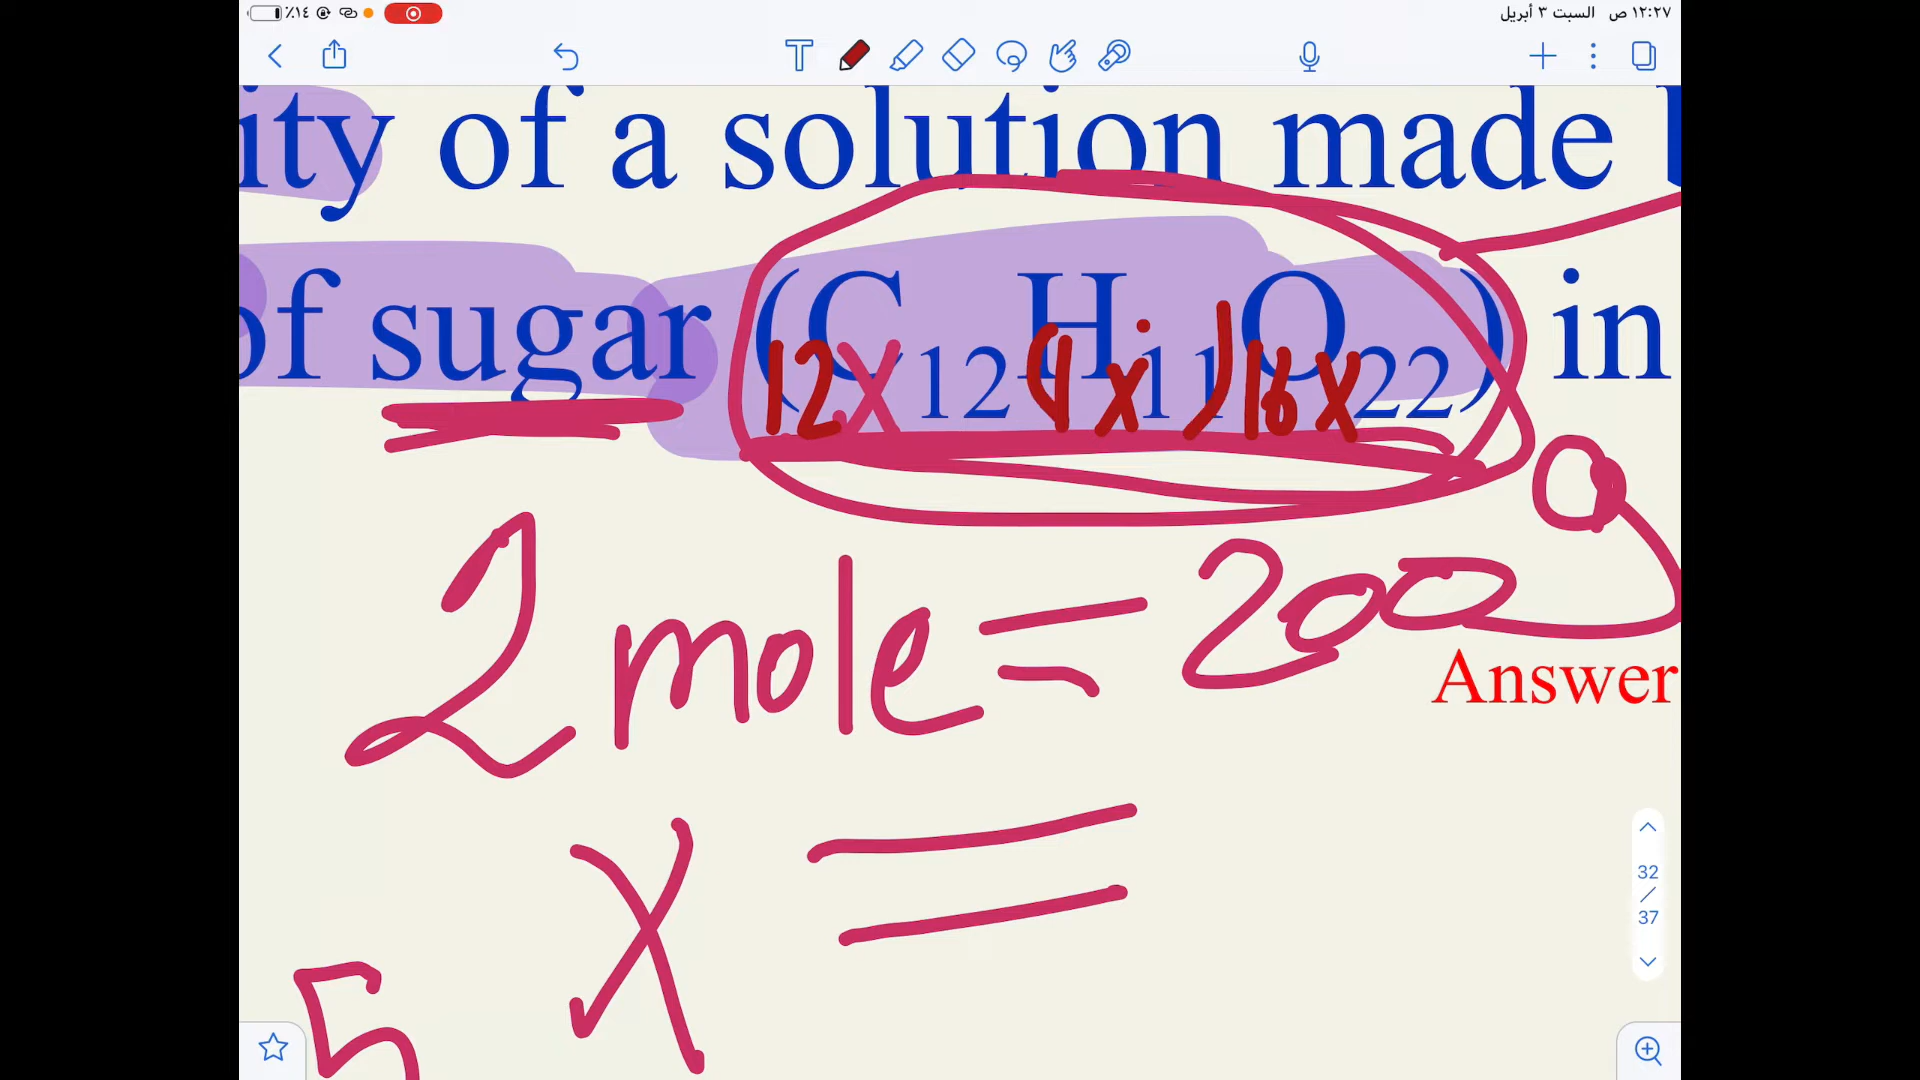 ٪١٤ السبت ٣ أبريل ١٢:٢٧ ص
T
ity of a solution made
of sugar (C12H11O22) in
12X (1x) 16x
2 mole = 200 g
Answer
X =
32
/
37
5